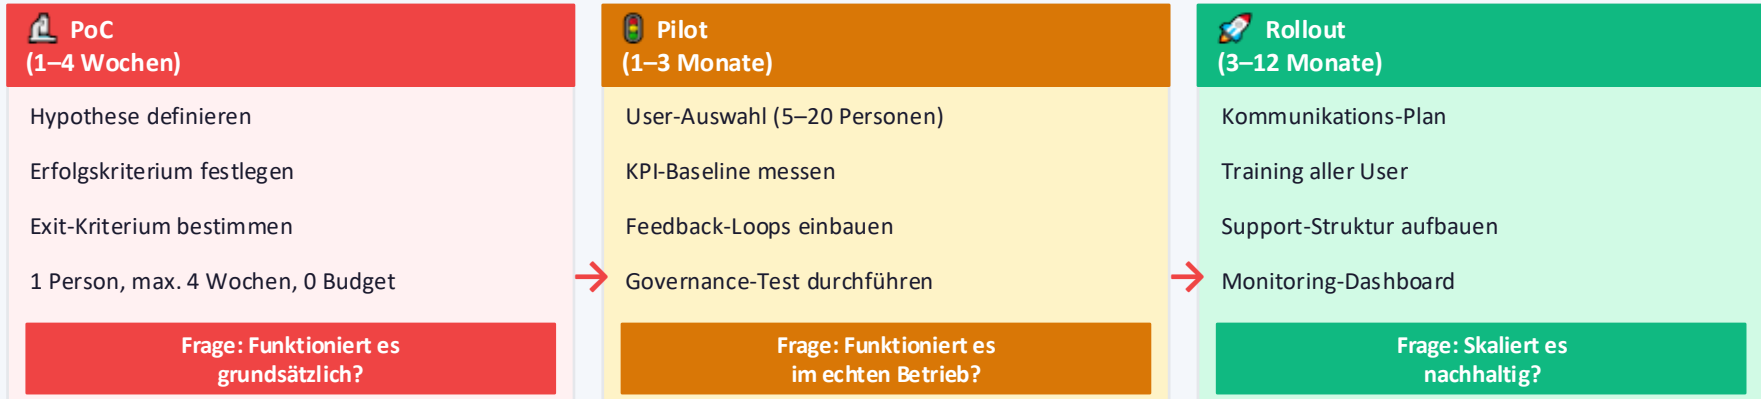 PoC
(1–4 Wochen)
Hypothese definieren
Erfolgskriterium festlegen
Exit-Kriterium bestimmen
1 Person, max. 4 Wochen, 0 Budget
Frage: Funktioniert es
grundsätzlich?
Pilot
(1–3 Monate)
User-Auswahl (5–20 Personen)
KPI-Baseline messen
Feedback-Loops einbauen
Governance-Test durchführen
Frage: Funktioniert es
im echten Betrieb?
Rollout
(3–12 Monate)
Kommunikations-Plan
Training aller User
Support-Struktur aufbauen
Monitoring-Dashboard
Frage: Skaliert es
nachhaltig?